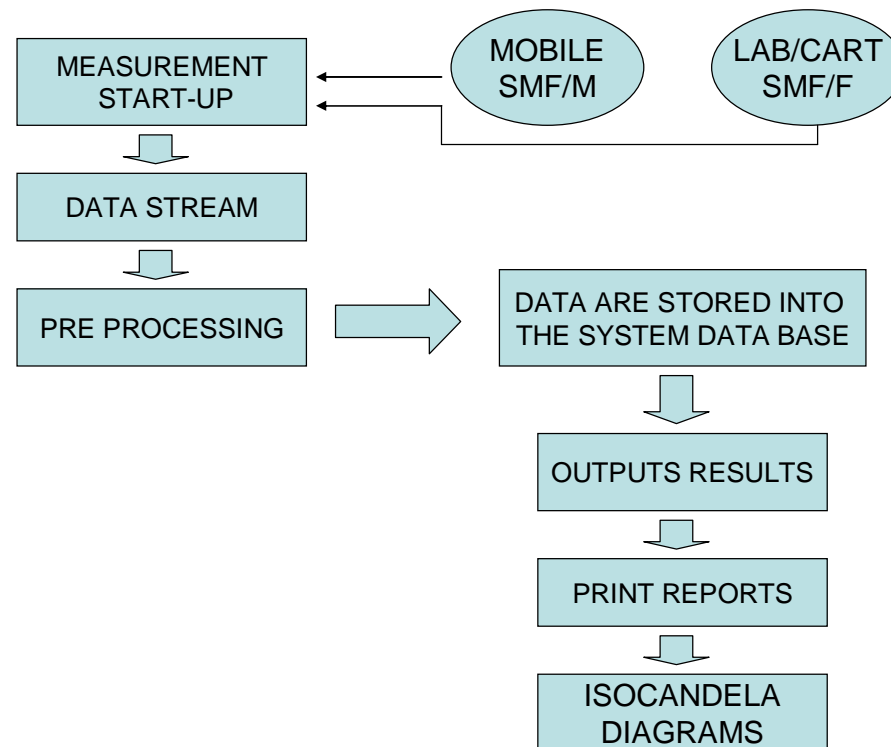 MEASUREMENT
START-UP
MOBILE
SMF/M
LAB/CART
SMF/F
DATA STREAM
PRE PROCESSING
DATA ARE STORED INTO
THE SYSTEM DATA BASE
OUTPUTS RESULTS
PRINT REPORTS
ISOCANDELA
DIAGRAMS